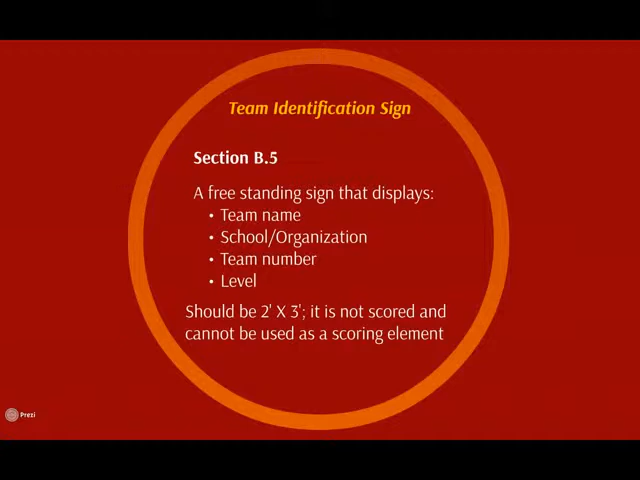 Team Identification Sign
Section B.5
A free standing sign that displays:
• Team name
• School/Organization
• Team number
• Level
Should be 2' X 3'; it is not scored and
cannot be used as a scoring element
Prezi